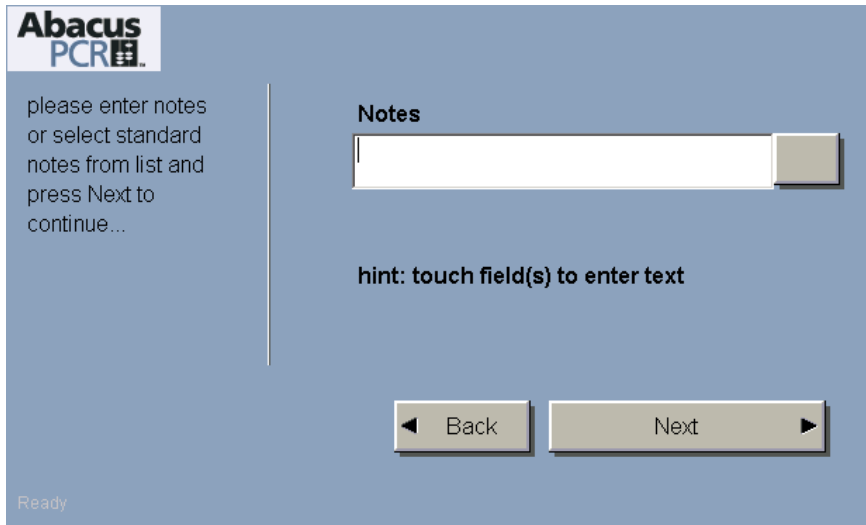 Abacus
PCR
please enter notes
or select standard
notes from list and
press Next to
continue...
Notes
hint: touch field(s) to enter text
Back
Next
Ready